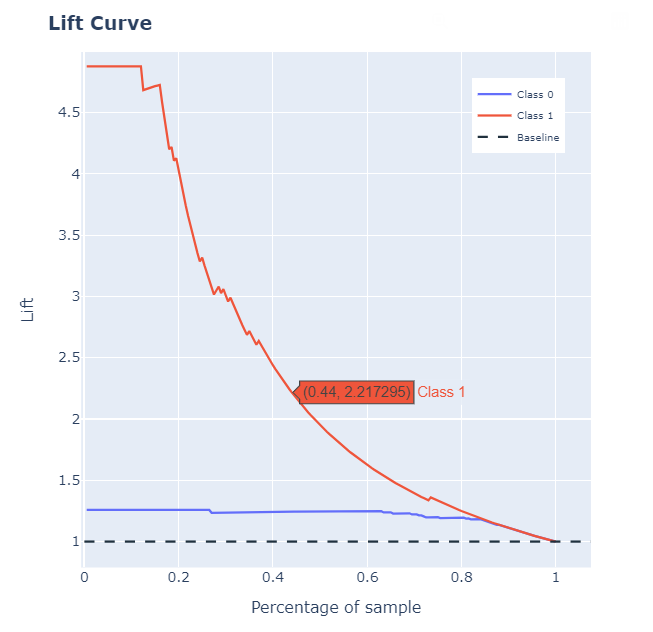 Lift Curve
Class 0
Class 1
Baseline
4.5
4
3.5
3
2.5
2
1.5
1
Lift
(0.44, 2.217295) Class 1
0 0.2 0.4 0.6 0.8 1
Percentage of sample